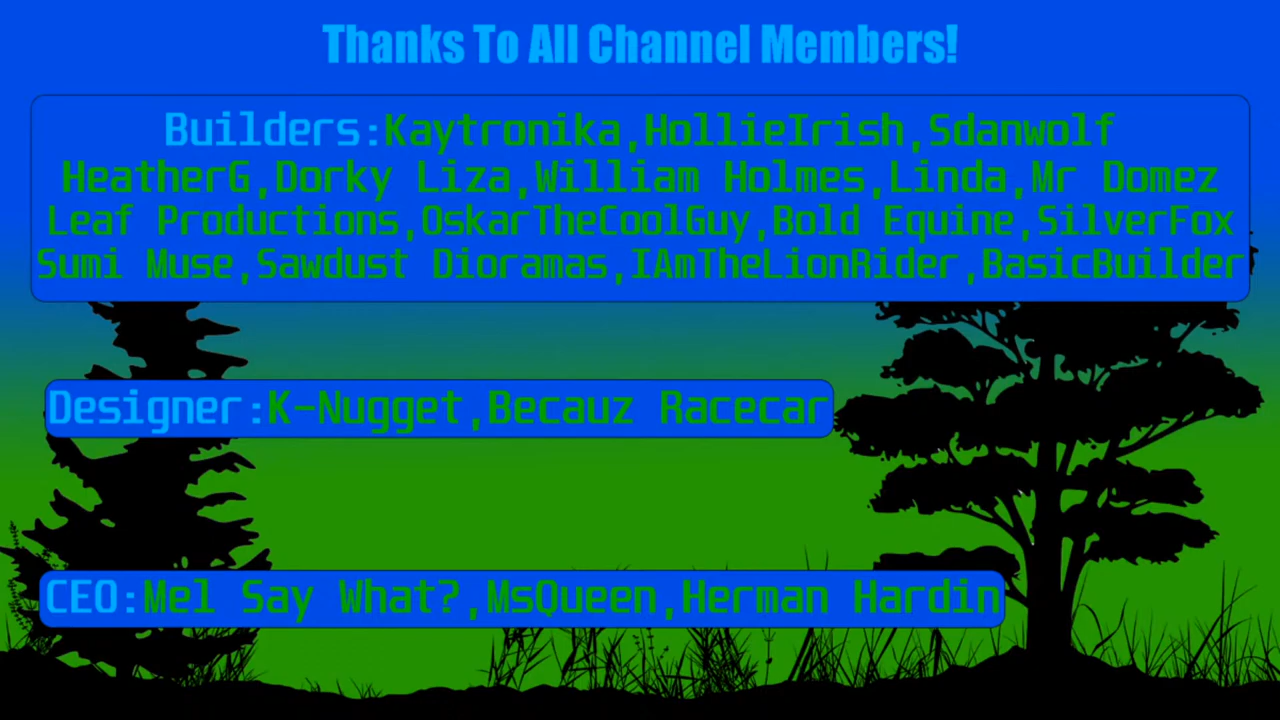 Thanks To All Channel Members!
Builders:Kaytronika,HollieIrish,Sdanwolf
HeatherG,Dorky Liza,William Holmes,Linda,Mr Domez
Leaf Productions,OskarTheCoolGuy,Bold Equine,SilverFox
Sumi Muse,Sawdust Dioramas,IAmTheLionRider,BasicBuilder
Designer:K-Nugget,Becauz Racecar
CEO:Mel Say What?,MsQueen,Herman Hardin